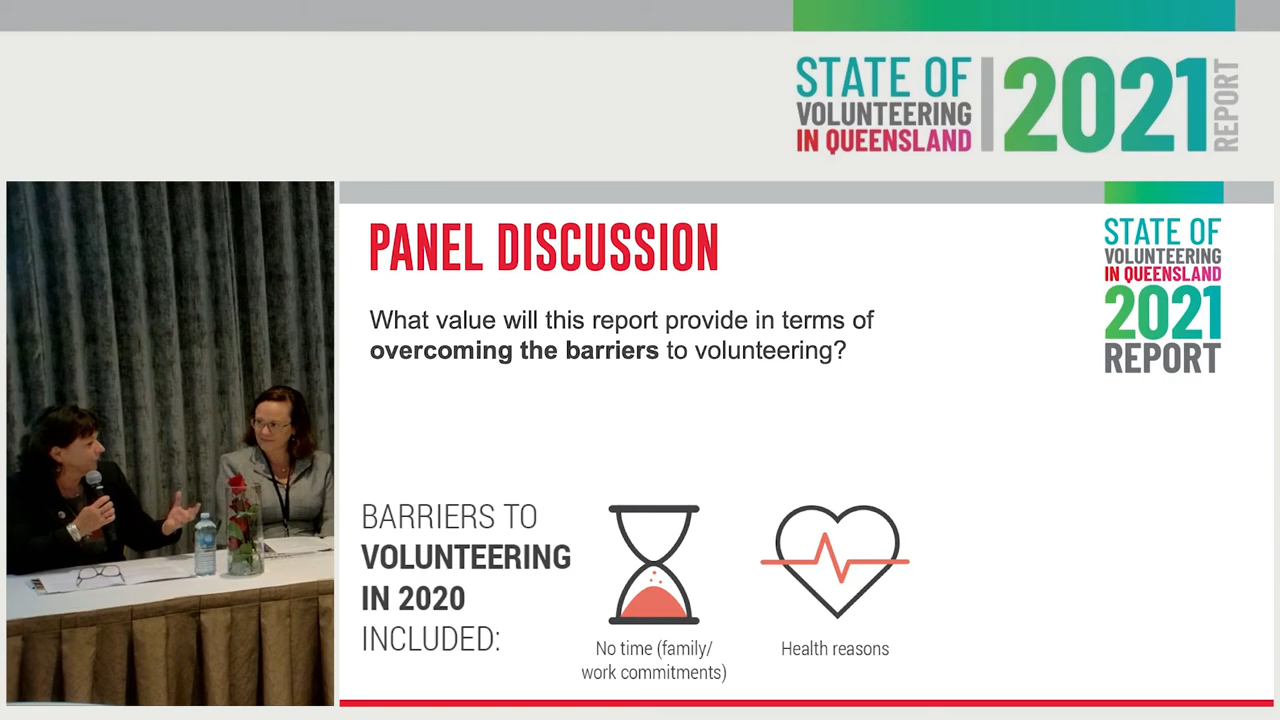 STATE OF
VOLUNTEERING
IN QUEENSLAND
2021
REPORT
PANEL DISCUSSION
What value will this report provide in terms of
overcoming the barriers to volunteering?
STATE OF
VOLUNTEERING
IN QUEENSLAND
2021
REPORT
BARRIERS TO
VOLUNTEERING
IN 2020
INCLUDED:
No time (family/
work commitments)
Health reasons